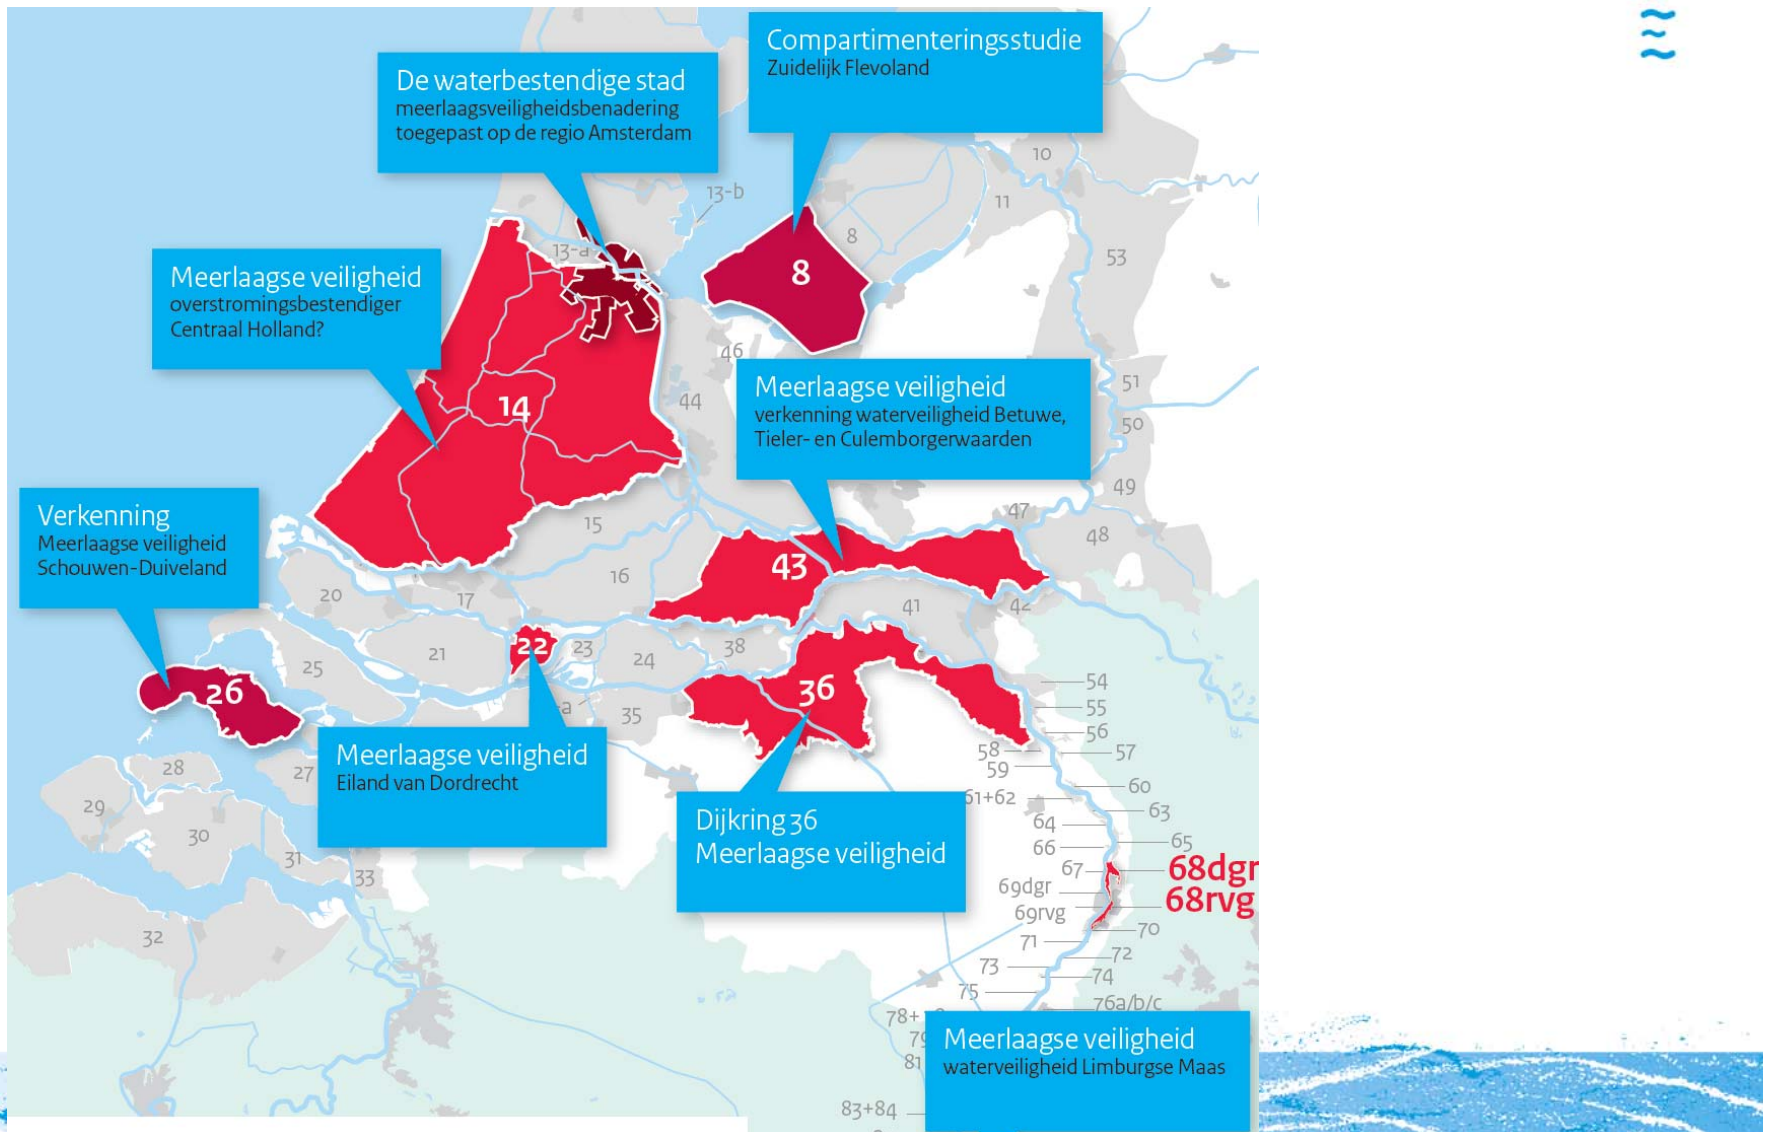 Compartimenteringsstudie
Zuidelijk Flevoland
De waterbestendige stad
meerlaagsveiligheidsbenadering
toegepast op de regio Amsterdam
10
13-b
11
8
13-a
53
8
Meerlaagse veiligheid
overstromingsbestendiger
Centraal Holland?
46
51
Meerlaagse veiligheid
verkenning waterveiligheid Betuwe,
Tieler- en Culemborgerwaarden
44
14
50
49
Verkenning
Meerlaagse veiligheid
Schouwen-Duiveland
15
47
48
43
16
20
17
41
42
22
23
38
21
24
25
54
36
26
55
35
-a
56
58
57
Meerlaagse veiligheid
Eiland van Dordrecht
28
27
59
60
61+62
29
63
Dijkring 36
Meerlaagse veiligheid
64
30
65
66
31
67
68dgr
33
69dgr
68rvg
69rvg
70
32
71
72
73
74
75
76a/b/c
78+
79
81
Meerlaagse veiligheid
waterveiligheid Limburgse Maas
83+84